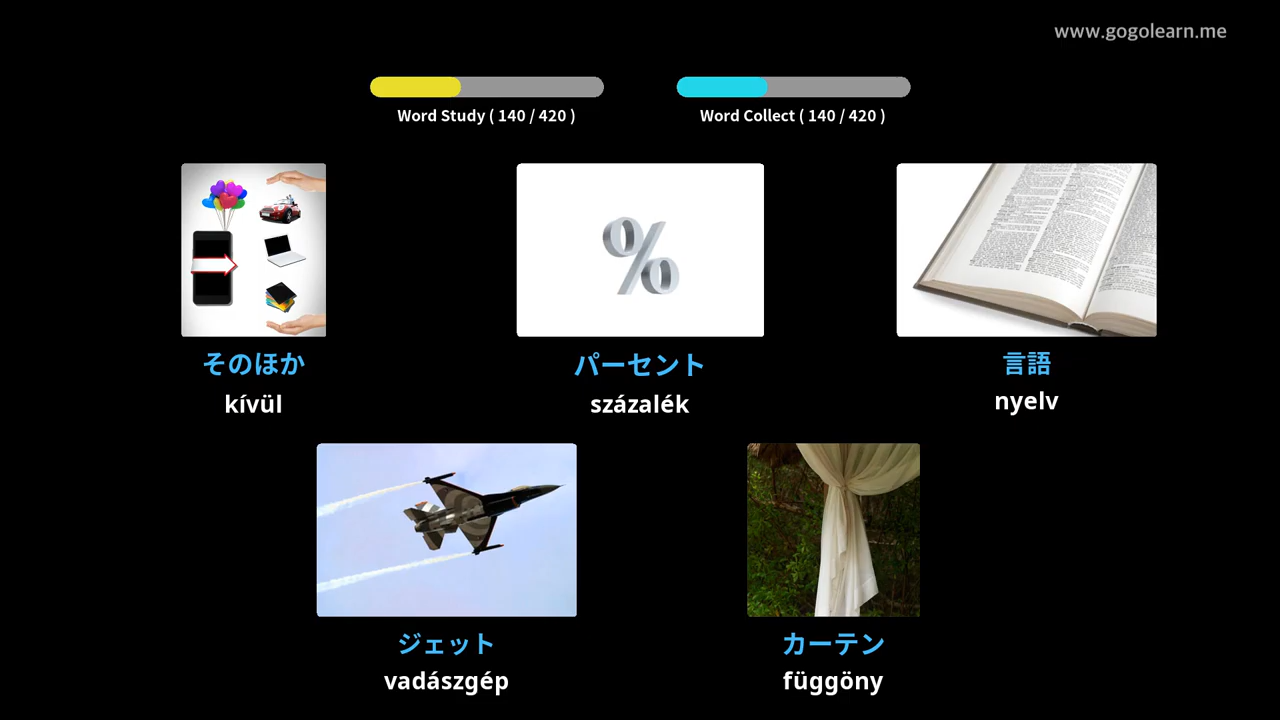 www.gogolearn.me
Word Study ( 140 / 420 )
Word Collect ( 140 / 420 )
そのほか
kívül
パーセント
százalék
言語
nyelv
%
ジェット
vadászgép
カーテン
függöny